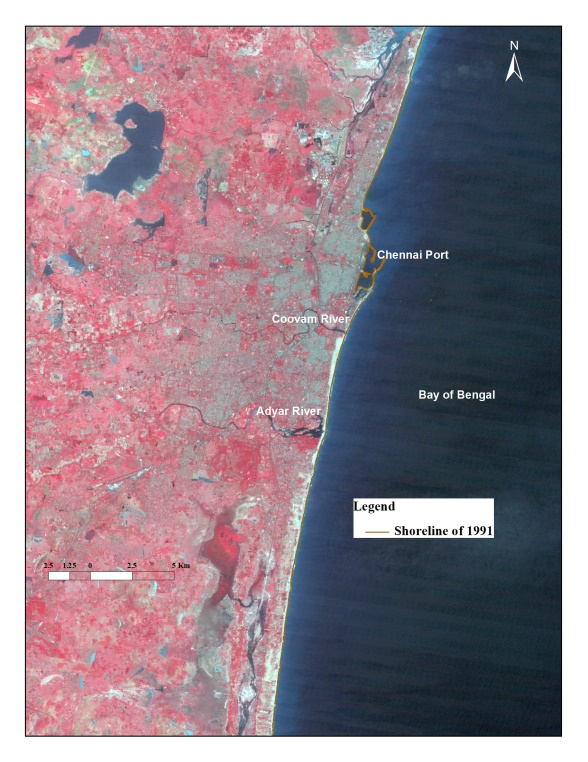 N
Chennai Port
Coovam River
Bay of Bengal
Adyar River
Legend
Shoreline of 1991
2.5 1.25 0 2.5 5 Km